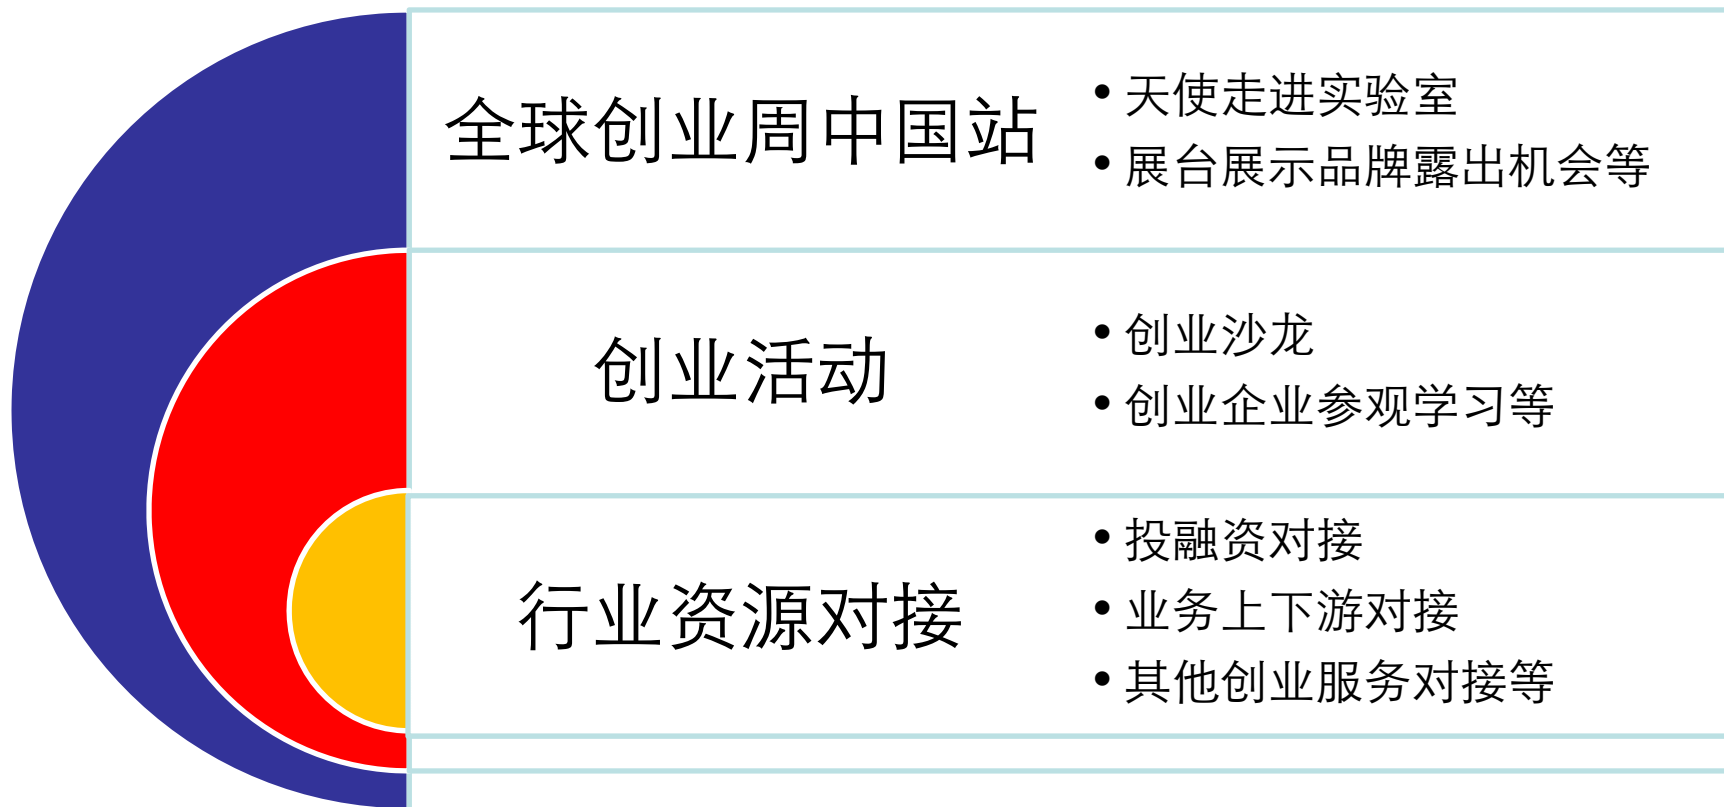 全球创业周中国站
• 天使走进实验室
• 展台展示品牌露出机会等
创业活动
• 创业沙龙
• 创业企业参观学习等
行业资源对接
• 投融资对接
• 业务上下游对接
• 其他创业服务对接等